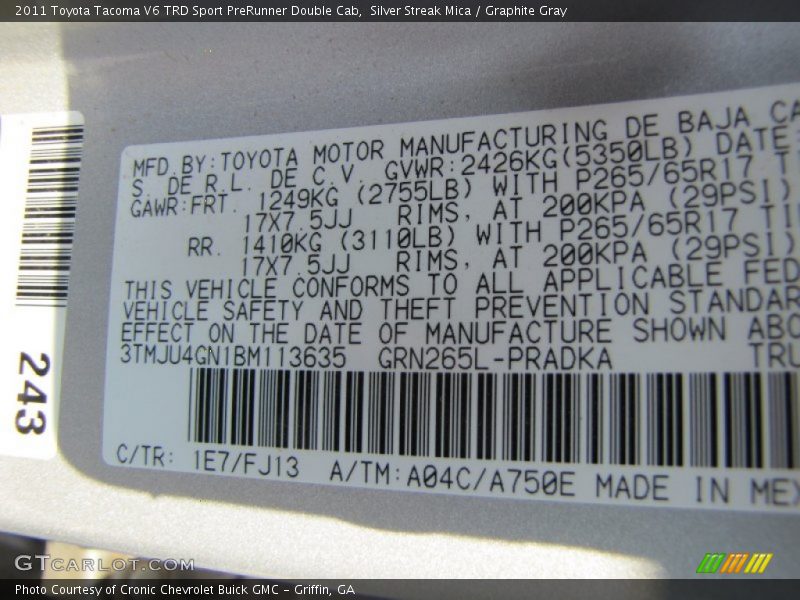 2011 Toyota Tacoma V6 TRD Sport PreRunner Double Cab,  Silver Streak Mica / Graphite Gray
MFD.BY:TOYOTA MOTOR MANUFACTURING DE BAJA CA
S. DE R.L. DE C.V. GVWR:2426KG(5350LB) DATE
GAWR:FRT. 1249KG (2755LB) WITH P265/65R17 TI
17X7.5JJ RIMS, AT 200KPA (29PSI)
RR. 1410KG (3110LB) WITH P265/65R17 TI
17X7.5JJ RIMS, AT 200KPA (29PSI)
THIS VEHICLE CONFORMS TO ALL APPLICABLE FED
VEHICLE SAFETY AND THEFT PREVENTION STANDAR
EFFECT ON THE DATE OF MANUFACTURE SHOWN ABO
3TMJU4GN1BM113635 GRN265L-PRADKA TRU
C/TR: 1E7/FJ13 A/TM:A04C/A750E MADE IN MEX
243
GTCARLOT.COM
Photo Courtesy of Cronic Chevrolet Buick GMC – Griffin, GA